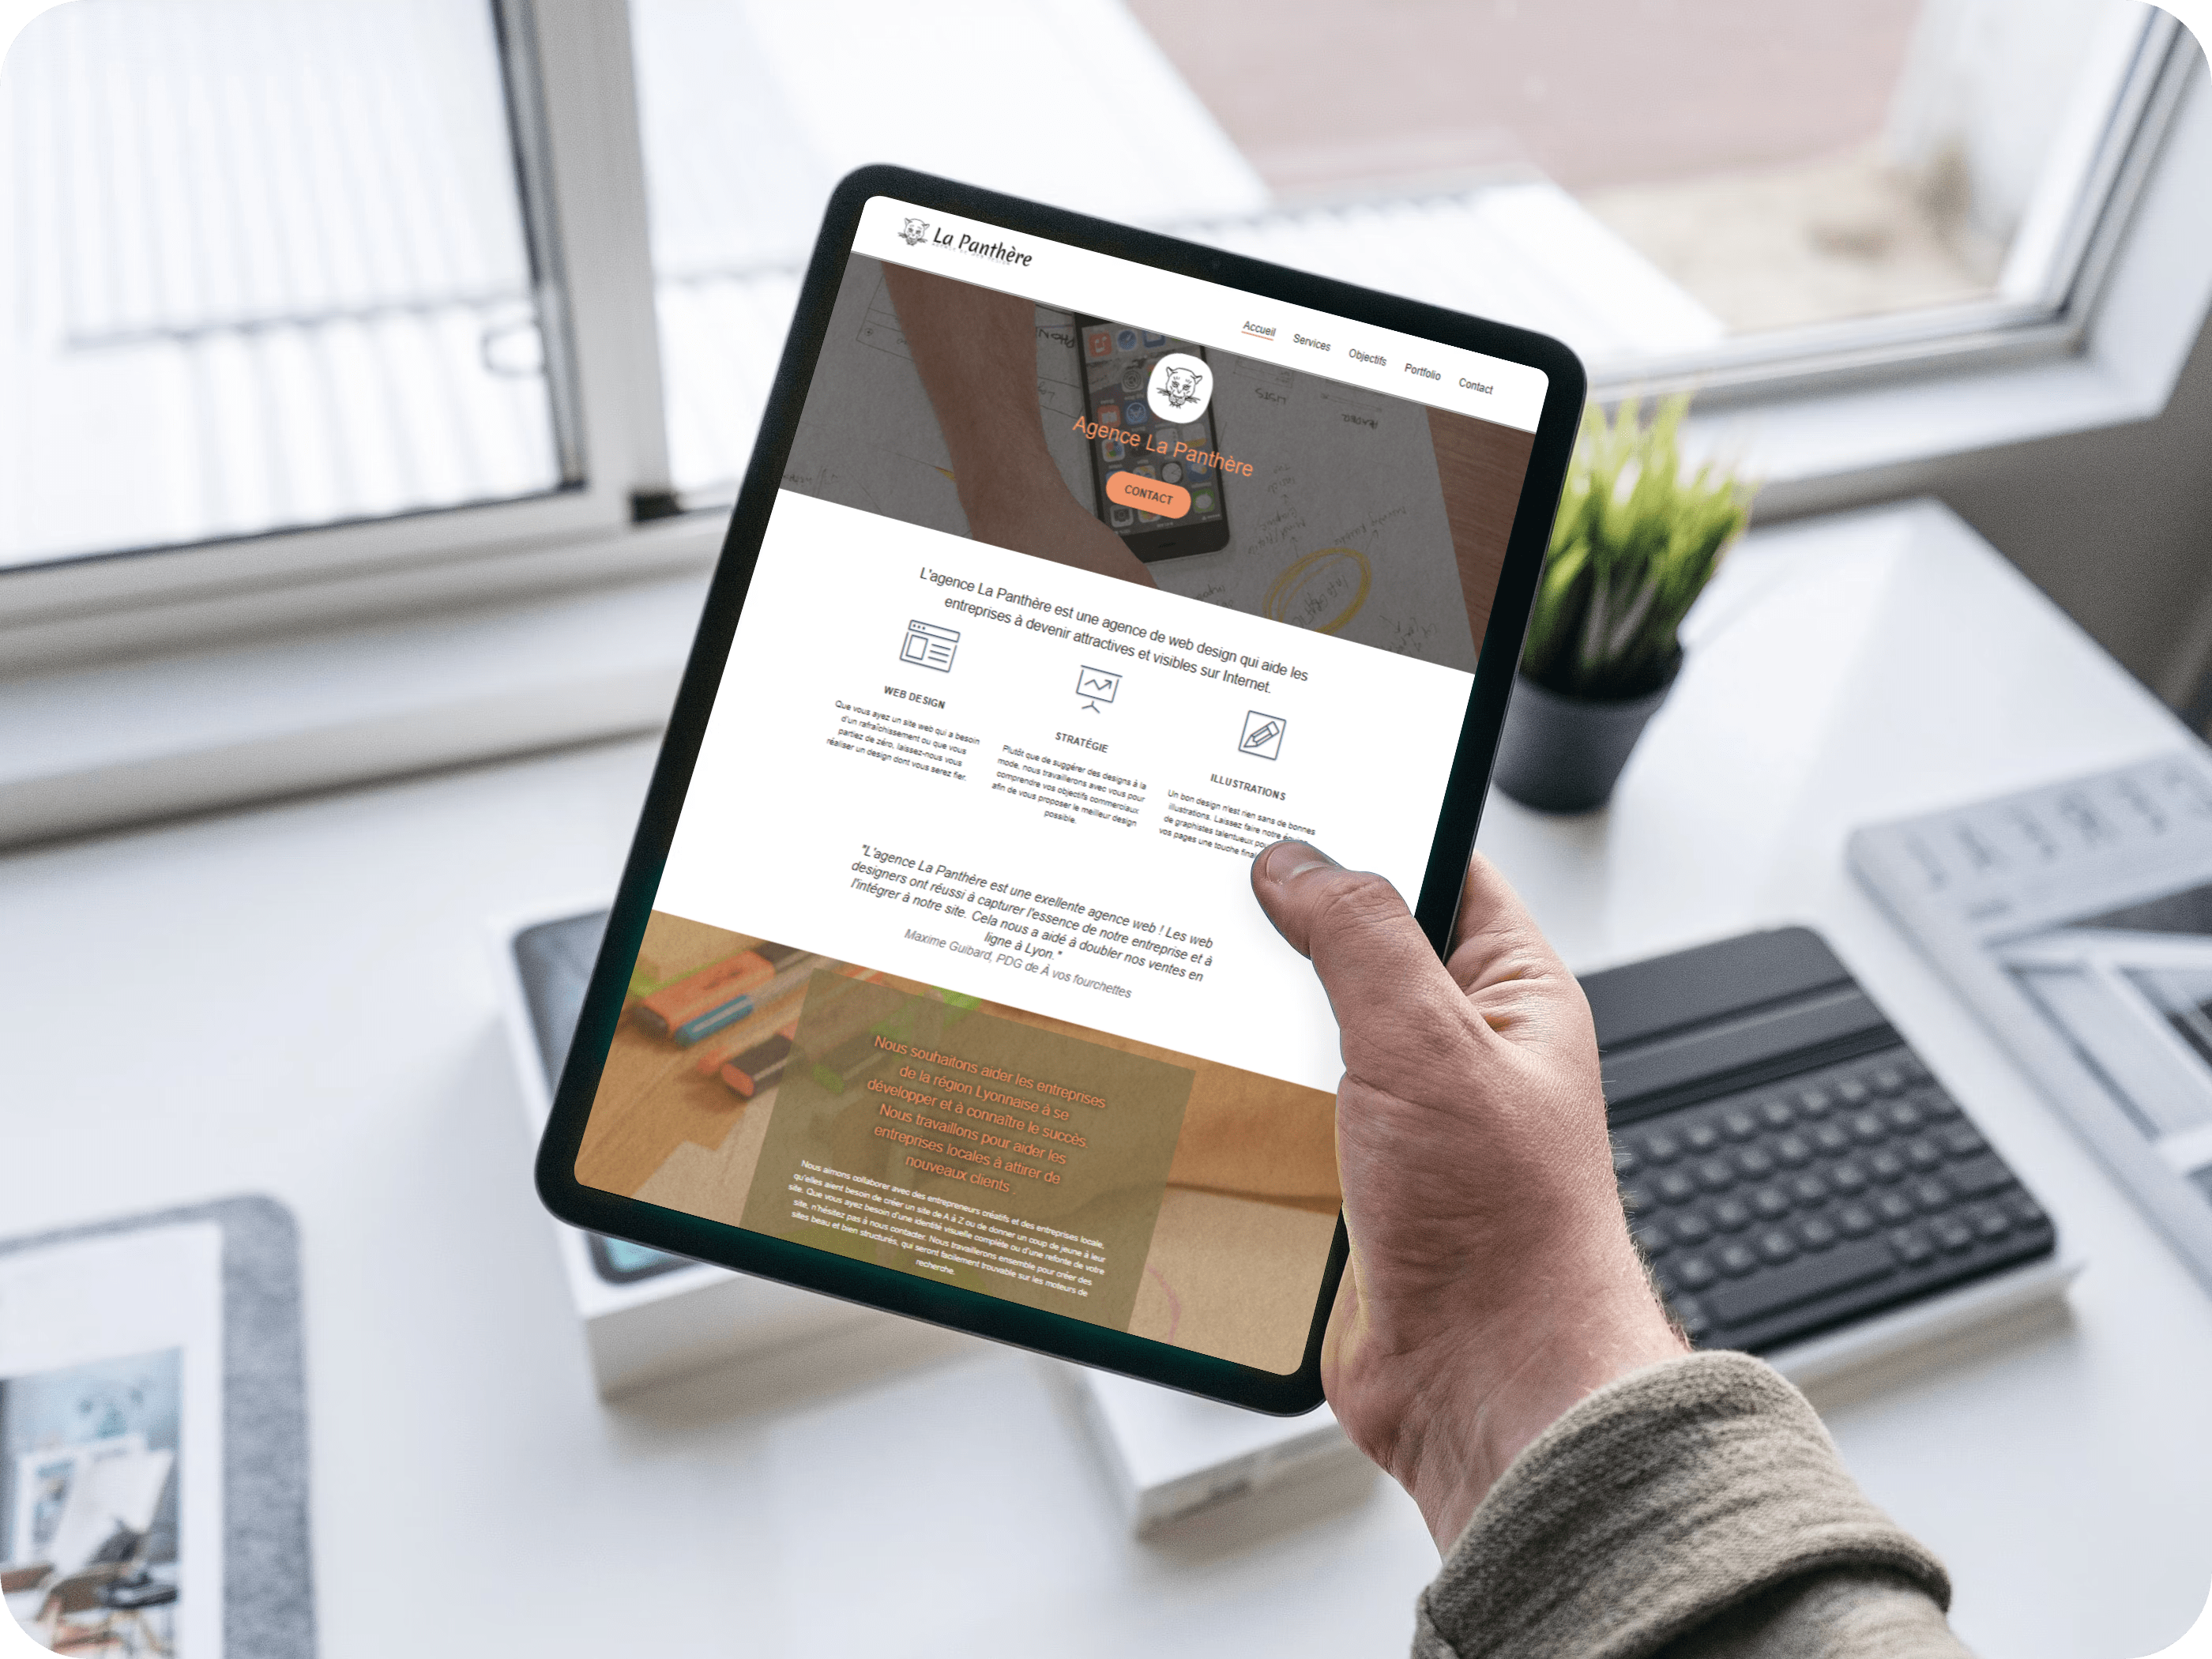 La Panthère
Accueil
Services
Objectifs
Portfolio
Contact
Agence La Panthère
CONTACT
L'agence La Panthère est une agence de web design qui aide les
entreprises à devenir attractives et visibles sur Internet.
WEB DESIGN
Que vous ayez un site web qui a besoin
d'un rafraîchissement ou que vous
partiez de zéro, laissez-nous vous
réaliser un design dont vous serez fier.
STRATÉGIE
Plutôt que de suggérer des designs à la
mode, nous travaillerons avec vous pour
comprendre vos objectifs commerciaux
afin de vous proposer le meilleur design
possible.
ILLUSTRATIONS
Un bon design n'est rien sans de bonnes
illustrations. Laissez faire notre équipe
de graphistes talentueux
vos pages une touche
"L'agence La Panthère est une exellente agence web ! Les web
designers ont réussi à capturer l'essence de notre entreprise et à
l'intégrer à notre site. Cela nous a aidé à doubler nos ventes en
ligne à Lyon."
Maxime Guibard, PDG de À vos fourchettes
Nous souhaitons aider les entreprises
de la région Lyonnaise à se
développer et à connaître le succès.
Nous travaillons pour aider les
entreprises locales à attirer de
nouveaux clients .
Nous aimons collaborer avec des entrepreneurs créatifs et des entreprises locale,
qu'elles aient besoin de créer un site de A à Z ou de donner un coup de jeune à leur
site. Que vous ayez besoin d'une identité visuelle complète ou d'une refonte de votre
site, n'hésitez pas à nous contacter. Nous travaillerons ensemble pour créer des
sites beau et bien structurés, qui seront facilement trouvable sur les moteurs de
recherche.